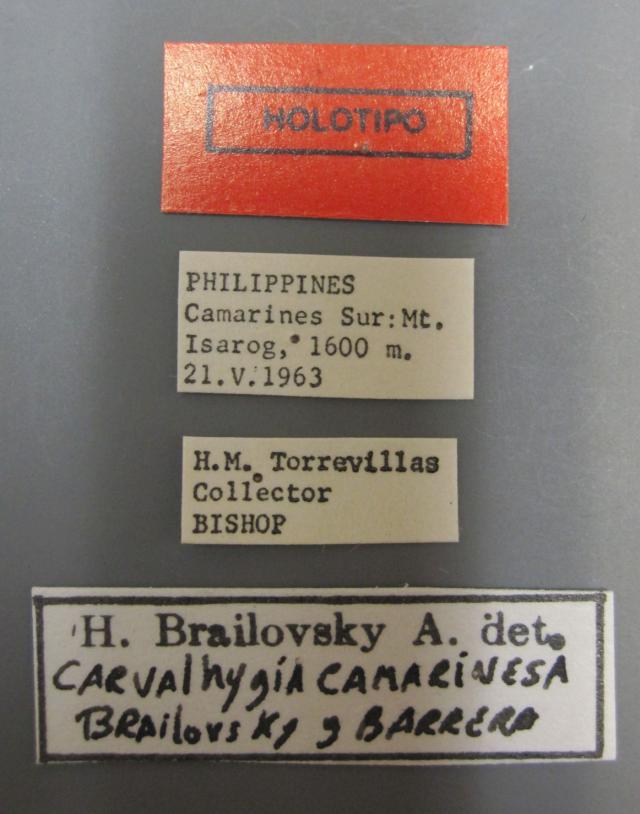 HOLOTIPO
PHILIPPINES
Camarines Sur: Mt.
Isarog, 1600 m.
21.V.1963
H.M. Torrevillas
Collector
BISHOP
H. Brailovsky A. det.
CARVAlhygiA CAMARiNESA
BRAilovsKy y BARRERA